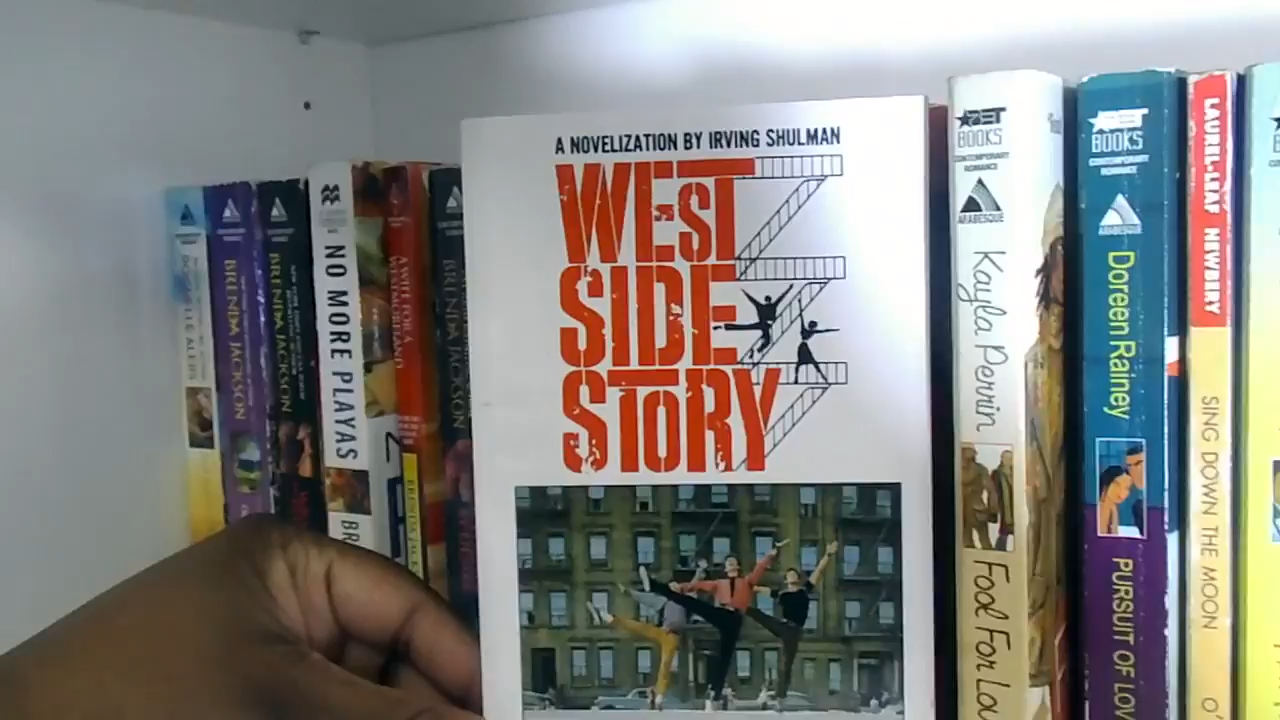 A NOVELIZATION BY IRVING SHULMAN
WEST
SIDE
STORY
BRENDA JACKSON
BRENDA JACKSON
NO MORE PLAYAS
BR
A WIFE FOR A
WESTMORELAND
BRENDA JACKSON
BET
BOOKS
CONTEMPORARY
ROMANCE
ARABESQUE
Kayla Perrin
Fool For Lov
BET
BOOKS
CONTEMPORARY
ROMANCE
ARABESQUE
Doreen Rainey
PURSUIT OF LOV
LAUREL-LEAF NEWBERY
SING DOWN THE MOON
O'